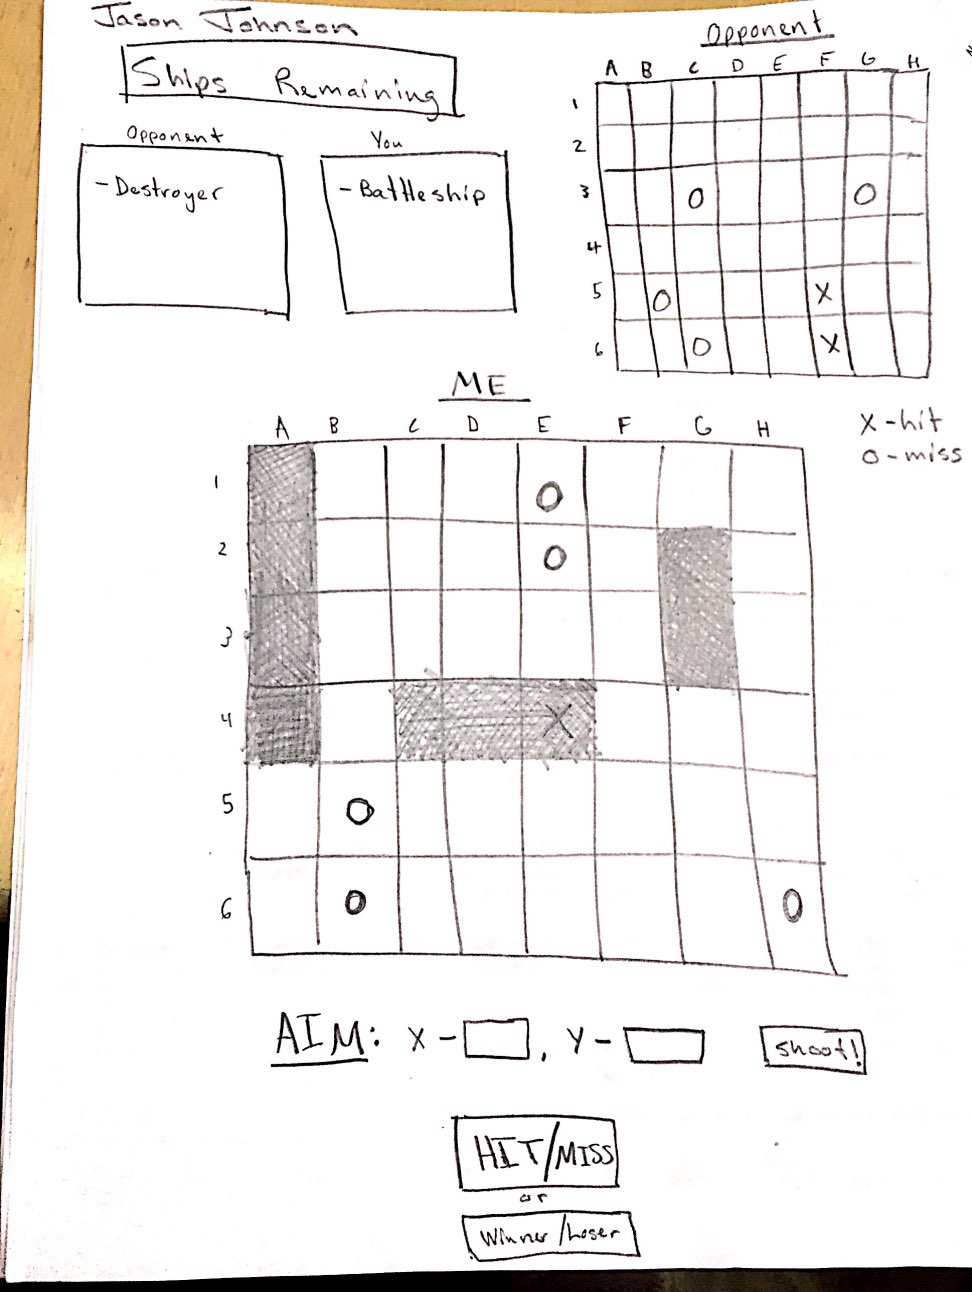 Jason Johnson
Ships Remaining
Opponent
You
- Destroyer
- Battleship
Opponent
A B C D E F G H
1
2
3 O O
4
5 O X
6 O X
X - hit
O - miss
ME
A B C D E F G H
1 O
2 O
3
4 X
5 O
6 O O
AIM: X - , Y -
shoot!
HIT/MISS
or
Winner/Loser